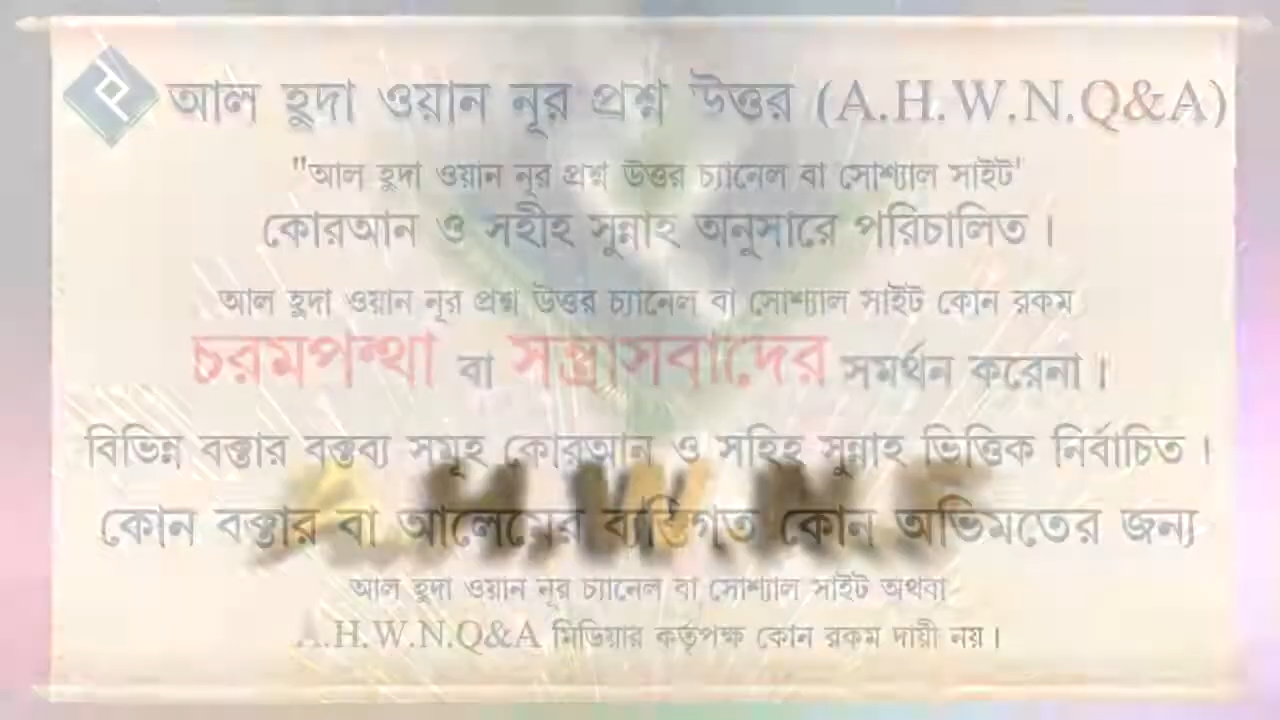 আল হুদা ওয়ান নূর প্রশ্ন উত্তর (A.H.W.N.Q&A)
"আল হুদা ওয়ান নূর প্রশ্ন উত্তর চ্যানেল বা সোশ্যাল সাইট'
কোরআন ও সহীহ সুন্নাহ অনুসারে পরিচালিত ।
আল হুদা ওয়ান নূর প্রশ্ন উত্তর চ্যানেল বা সোশ্যাল সাইট কোন রকম
চরমপন্থা বা সন্ত্রাসবাদের সমর্থন করেনা ।
বিভিন্ন বক্তার বক্তব্য সমূহ কোরআন ও সহিহ সুন্নাহ ভিত্তিক নির্বাচিত ।
কোন বক্তার বা আলেমের ব্যক্তিগত কোন অভিমতের জন্য
আল হুদা ওয়ান নূর চ্যানেল বা সোশ্যাল সাইট অথবা
A.H.W.N.Q&A মিডিয়ার কর্তৃপক্ষ কোন রকম দায়ী নয় ।